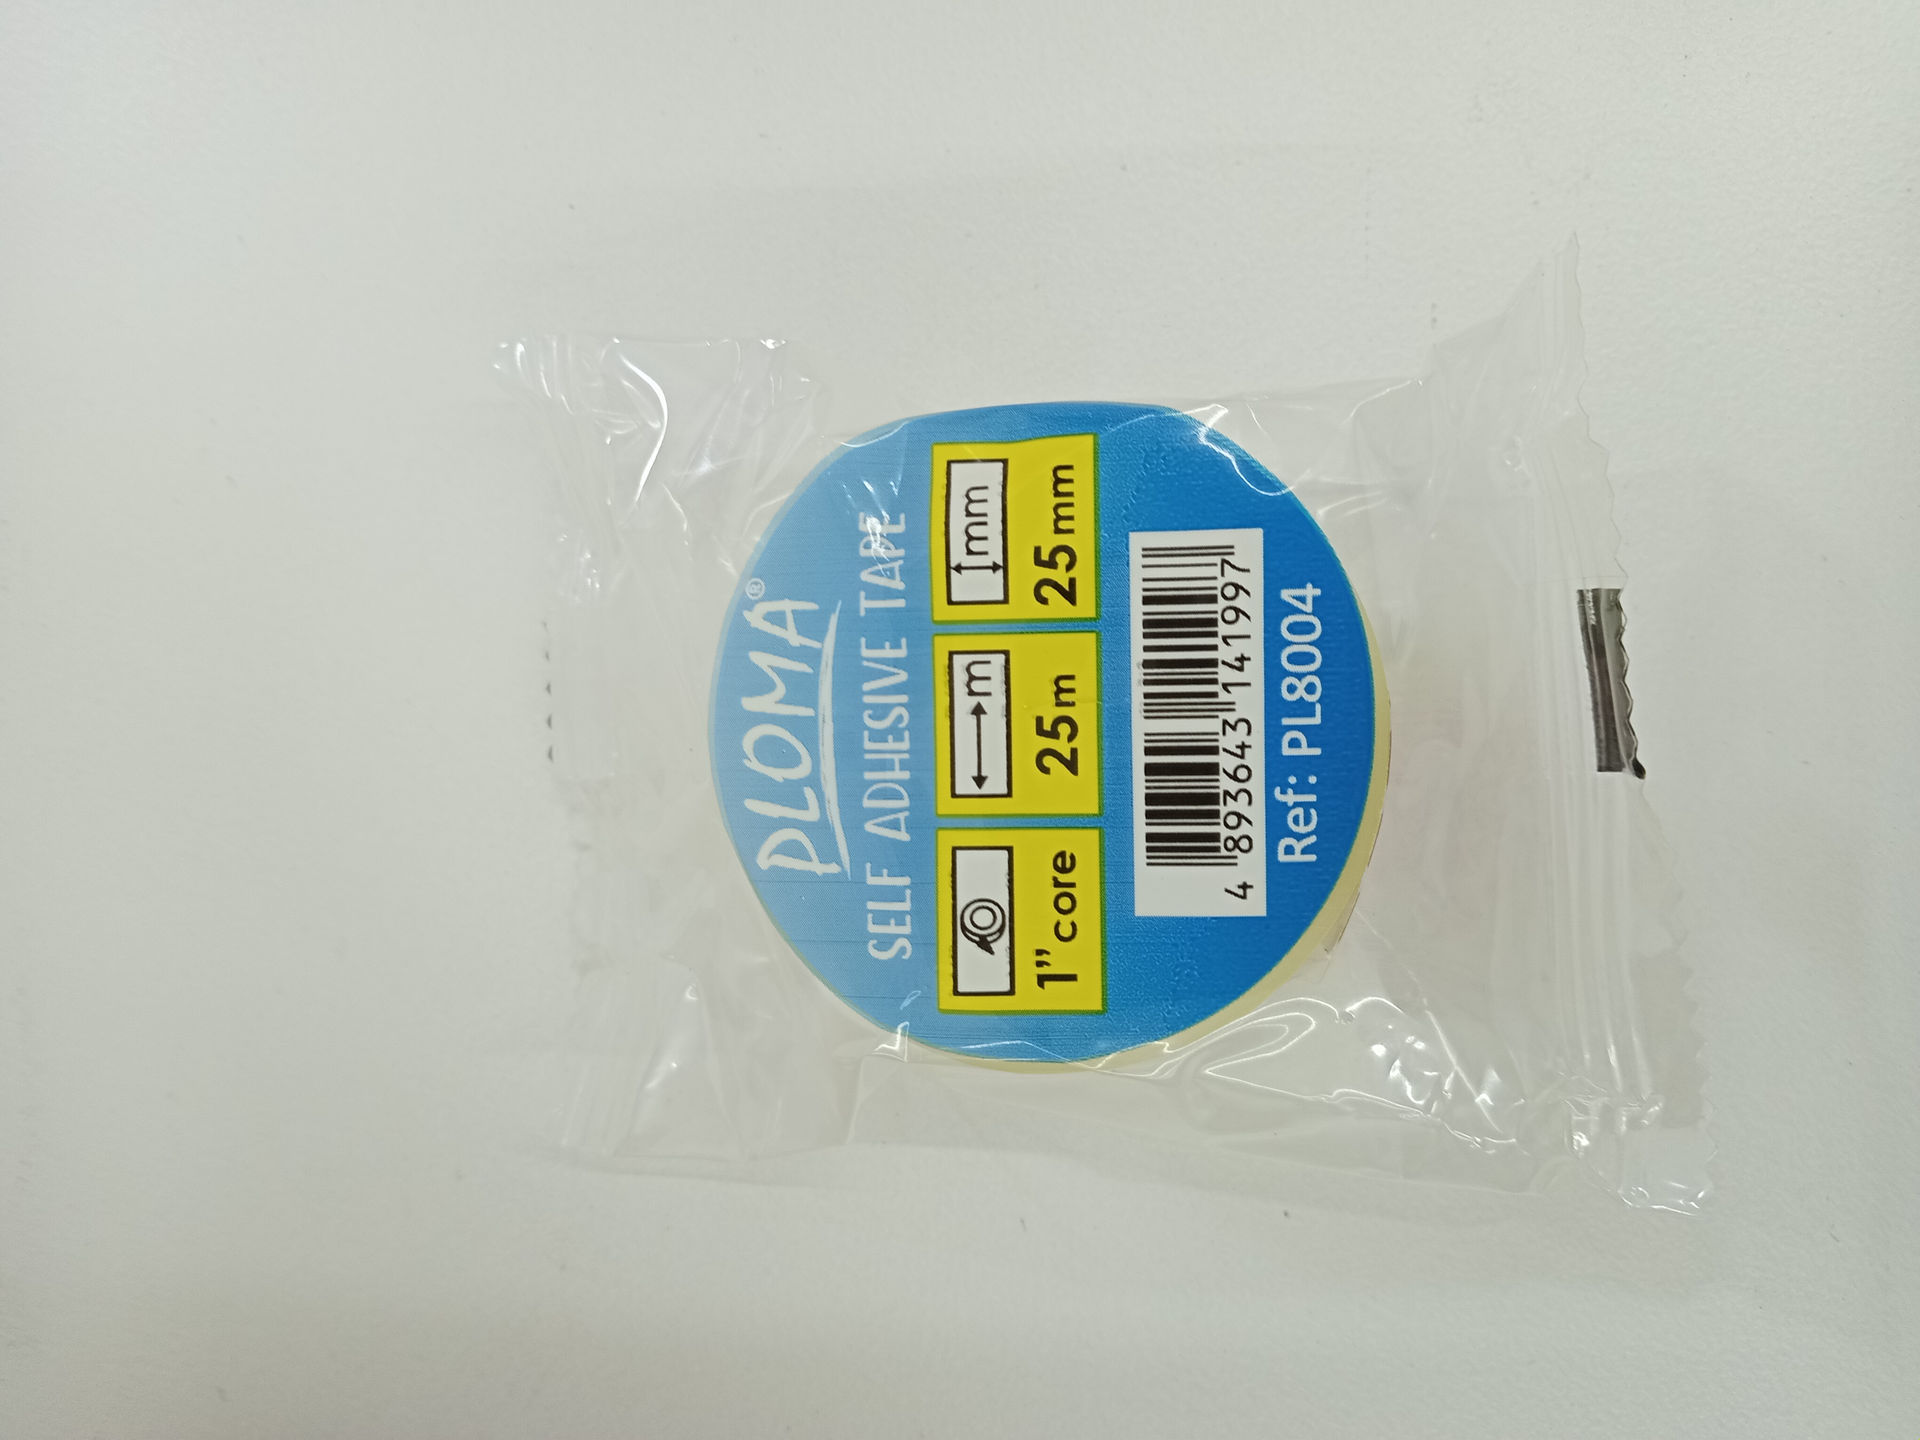 PLOMA®
SELF ADHESIVE TAPE
m mm
1” core 25m 25mm
4 893643 141997
Ref: PL8004